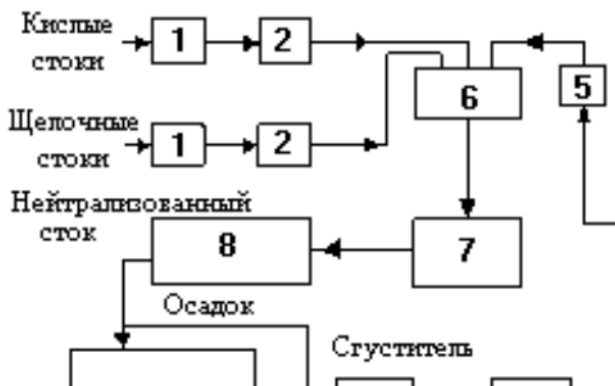 Кислые
стоки
1
2
5
6
Щелочные
стоки
1
2
Нейтрализованный
сток
8
7
Осадок
Сгуститель